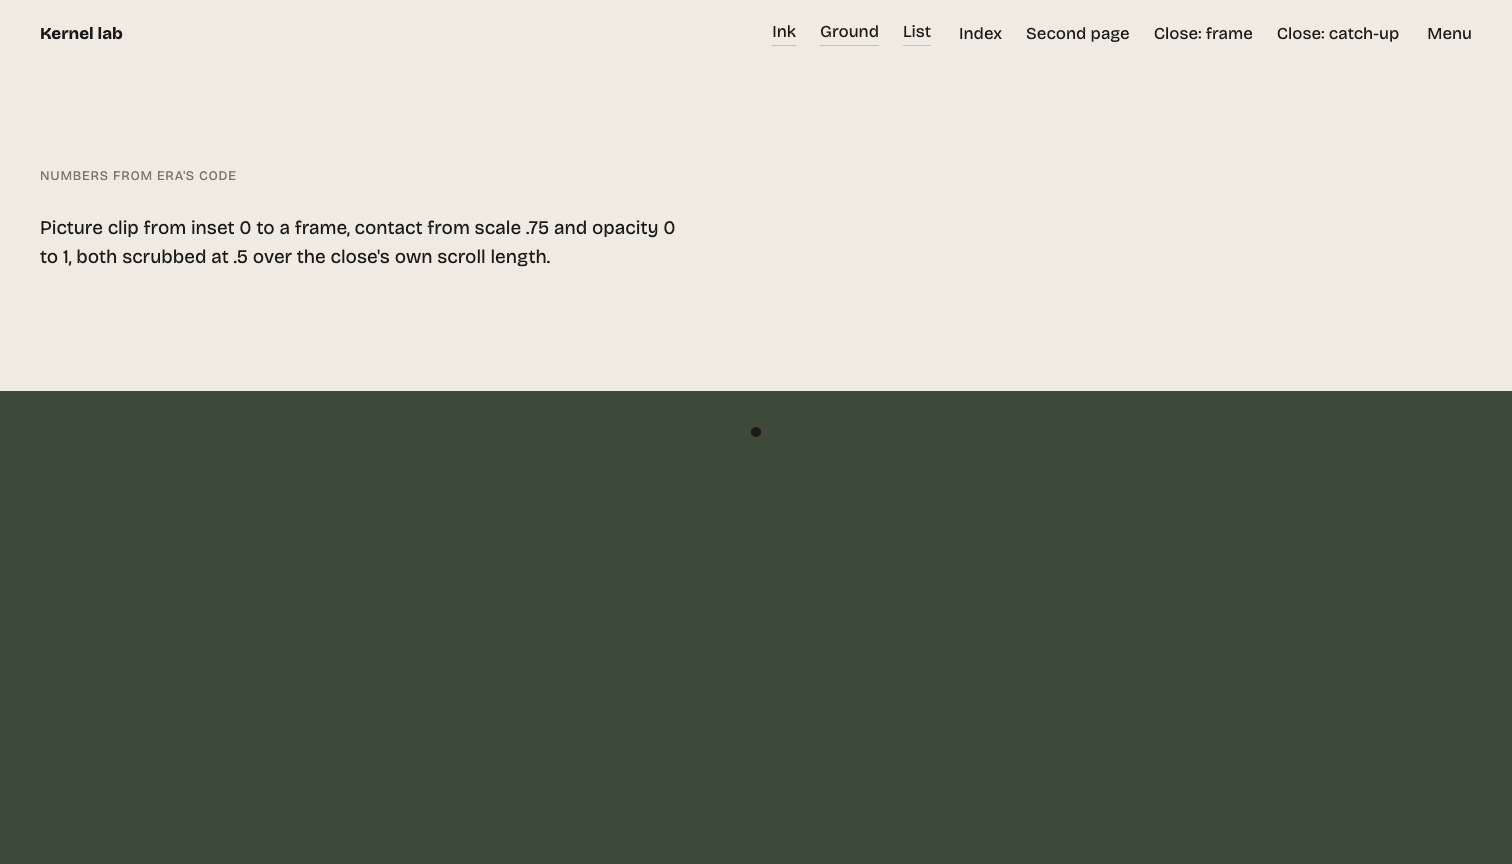 Kernel lab
Ink Ground List Index Second page Close: frame Close: catch-up Menu
NUMBERS FROM ERA'S CODE
Picture clip from inset 0 to a frame, contact from scale .75 and opacity 0
to 1, both scrubbed at .5 over the close's own scroll length.